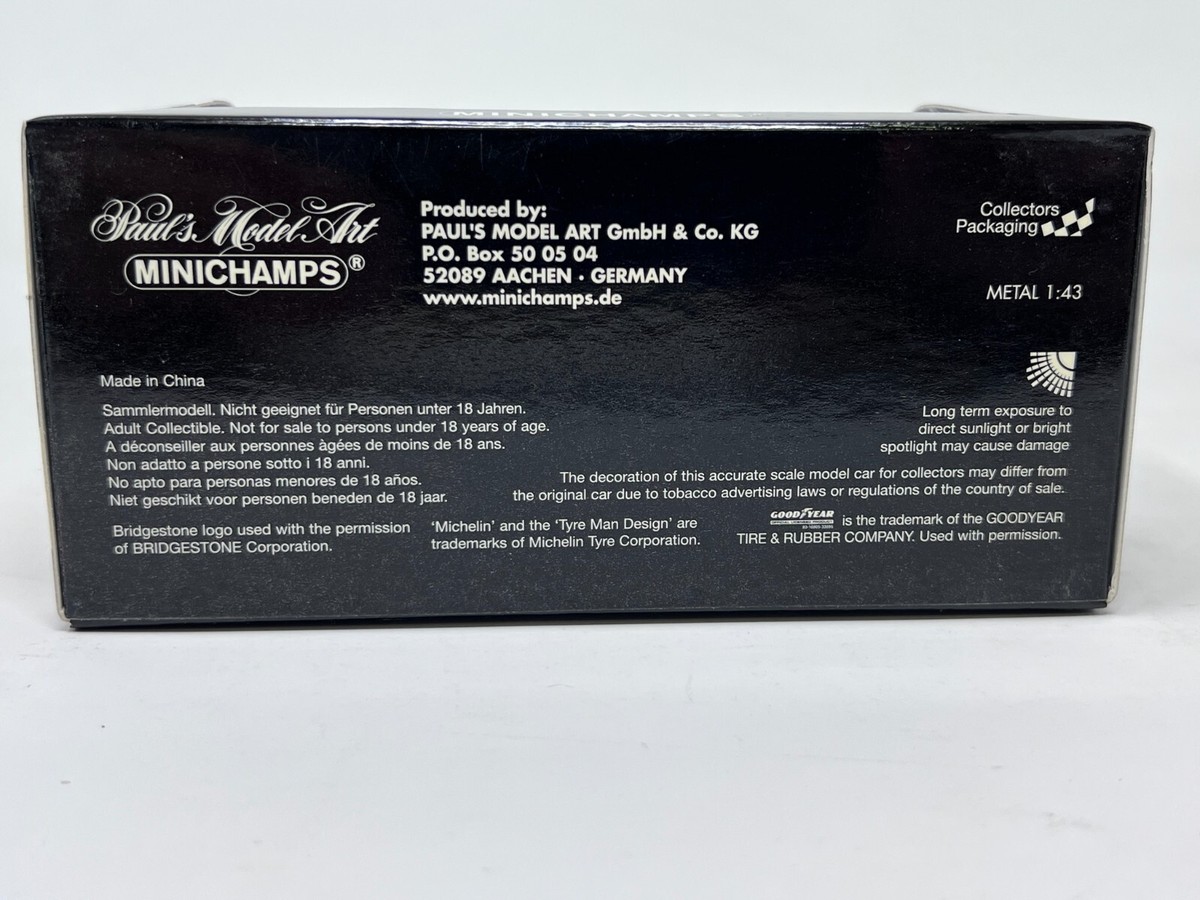 MINICHAMPS
Paul's Model Art
MINICHAMPS®
Produced by:
PAUL'S MODEL ART GmbH & Co. KG
P.O. Box 50 05 04
52089 AACHEN · GERMANY
www.minichamps.de
Collectors
Packaging
METAL 1:43
Made in China
Sammlermodell. Nicht geeignet für Personen unter 18 Jahren.
Adult Collectible. Not for sale to persons under 18 years of age.
A déconseiller aux personnes àgées de moins de 18 ans.
Non adatto a persone sotto i 18 anni.
No apto para personas menores de 18 años.
Niet geschikt voor personen beneden de 18 jaar.
Long term exposure to
direct sunlight or bright
spotlight may cause damage
The decoration of this accurate scale model car for collectors may differ from
the original car due to tobacco advertising laws or regulations of the country of sale.
Bridgestone logo used with the permission
of BRIDGESTONE Corporation.
'Michelin' and the 'Tyre Man Design' are
trademarks of Michelin Tyre Corporation.
GOODYEAR is the trademark of the GOODYEAR
TIRE & RUBBER COMPANY. Used with permission.